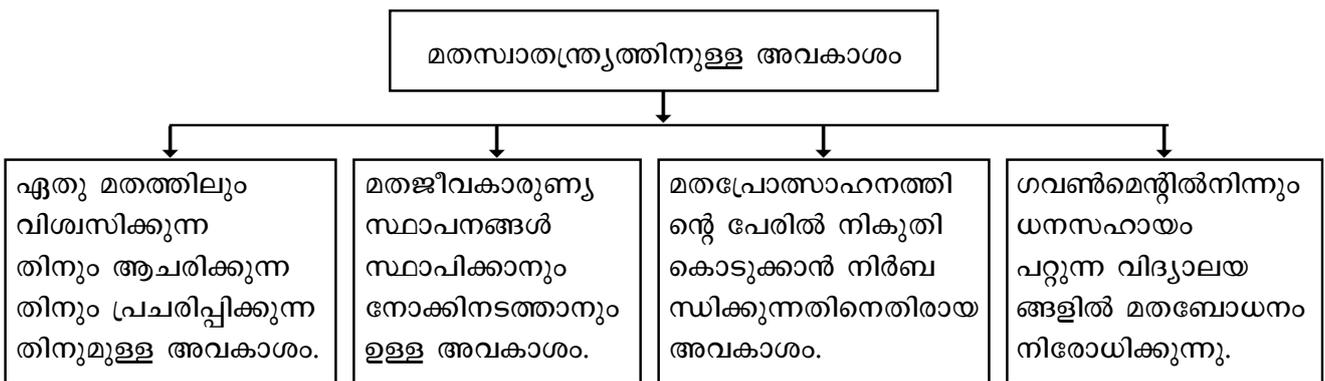 മതസ്വാതന്ത്ര്യത്തിനുള്ള അവകാശം
ഏതു മതത്തിലും
വിശ്വസിക്കുന്ന
തിനും ആചരിക്കുന്ന
തിനും പ്രചരിപ്പിക്കുന്ന
തിനുമുള്ള അവകാശം.
മതജീവകാരുണ്യ
സ്ഥാപനങ്ങൾ
സ്ഥാപിക്കാനും
നോക്കിനടത്താനും
ഉള്ള അവകാശം.
മതപ്രോത്സാഹനത്തി
ന്റെ പേരിൽ നികുതി
കൊടുക്കാൻ നിർബ
ന്ധിക്കുന്നതിനെതിരായ
അവകാശം.
ഗവൺമെന്റിൽനിന്നും
ധനസഹായം
പറ്റുന്ന വിദ്യാലയ
ങ്ങളിൽ മതബോധനം
നിരോധിക്കുന്നു.